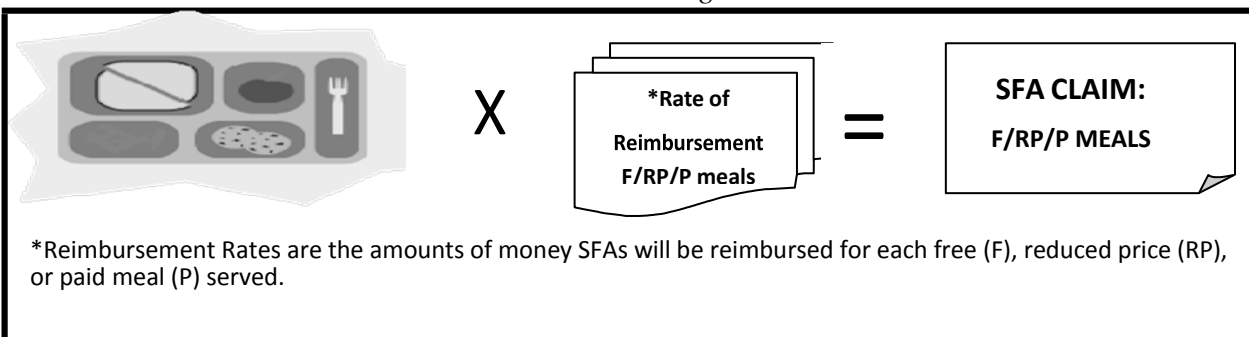 X
*Rate of
Reimbursement
F/RP/P meals
=
SFA CLAIM:
F/RP/P MEALS
*Reimbursement Rates are the amounts of money SFAs will be reimbursed for each free (F), reduced price (RP),
or paid meal (P) served.